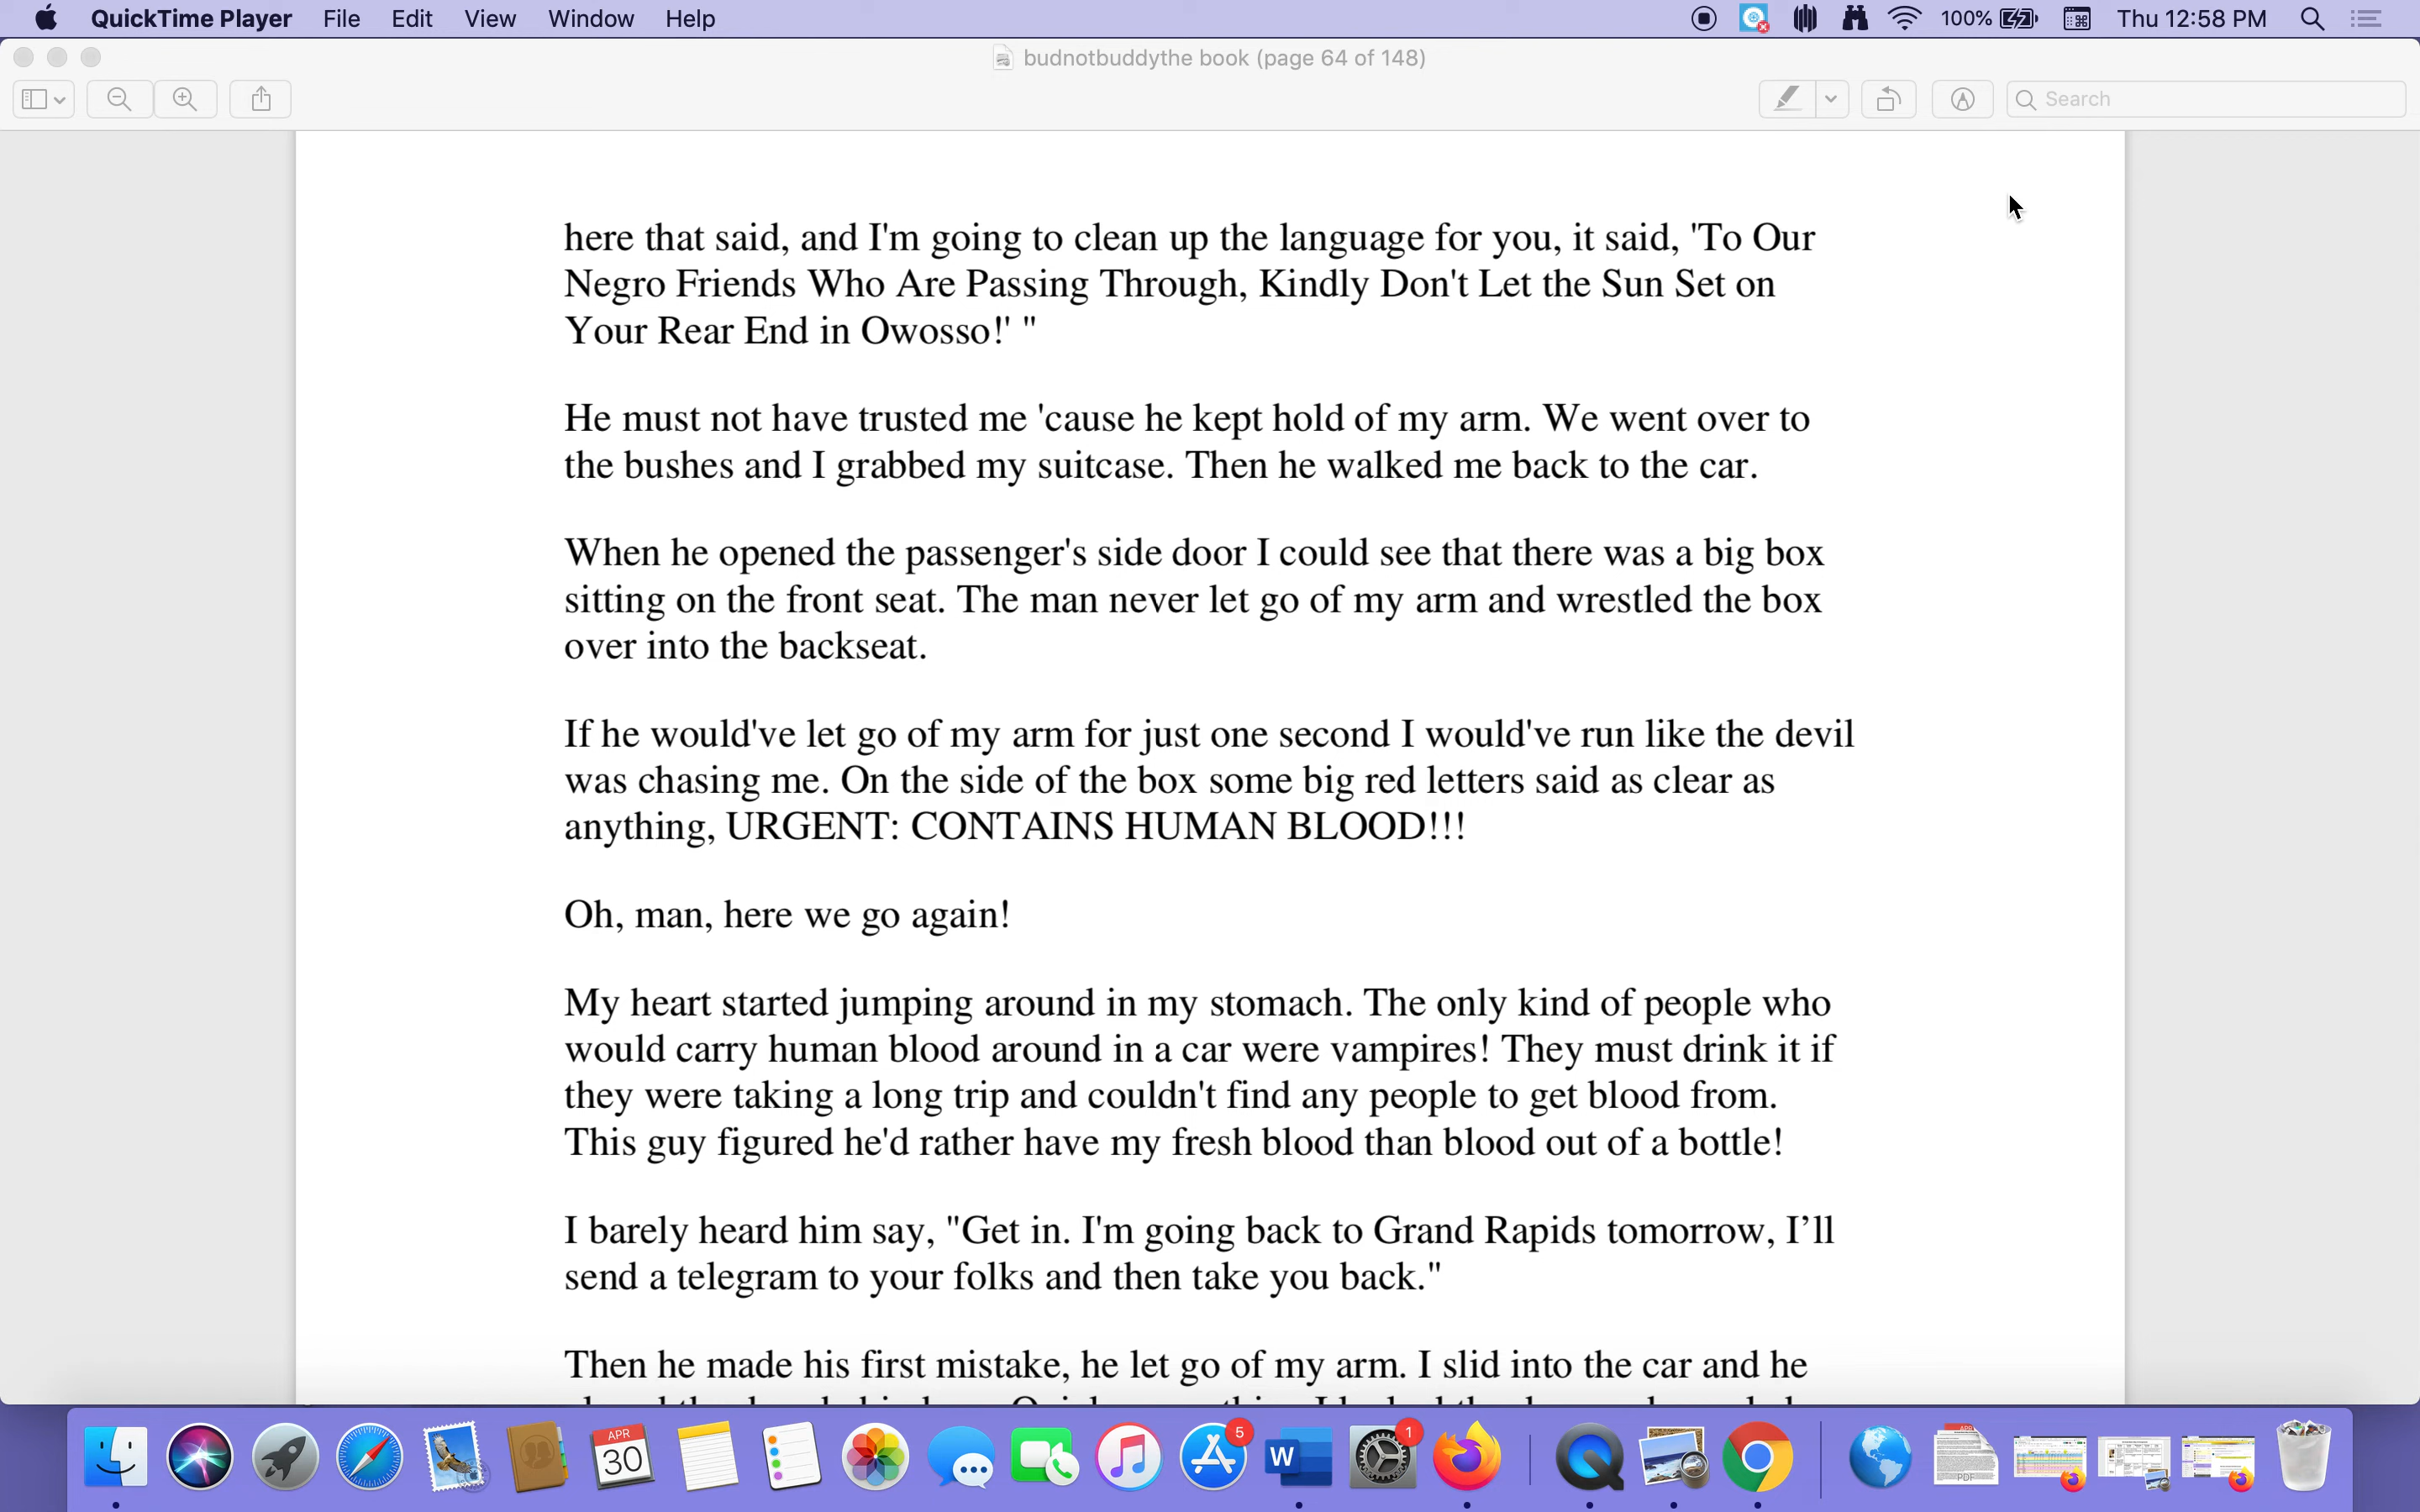 QuickTime Player File Edit View Window Help 100% Thu 12:58 PM
budnotbuddythe book (page 64 of 148)
Search
here that said, and I'm going to clean up the language for you, it said, 'To Our
Negro Friends Who Are Passing Through, Kindly Don't Let the Sun Set on
Your Rear End in Owosso!' "
He must not have trusted me 'cause he kept hold of my arm. We went over to
the bushes and I grabbed my suitcase. Then he walked me back to the car.
When he opened the passenger's side door I could see that there was a big box
sitting on the front seat. The man never let go of my arm and wrestled the box
over into the backseat.
If he would've let go of my arm for just one second I would've run like the devil
was chasing me. On the side of the box some big red letters said as clear as
anything, URGENT: CONTAINS HUMAN BLOOD!!!
Oh, man, here we go again!
My heart started jumping around in my stomach. The only kind of people who
would carry human blood around in a car were vampires! They must drink it if
they were taking a long trip and couldn't find any people to get blood from.
This guy figured he'd rather have my fresh blood than blood out of a bottle!
I barely heard him say, "Get in. I'm going back to Grand Rapids tomorrow, I’ll
send a telegram to your folks and then take you back."
Then he made his first mistake, he let go of my arm. I slid into the car and he
APR
30
5
W
1
PDF